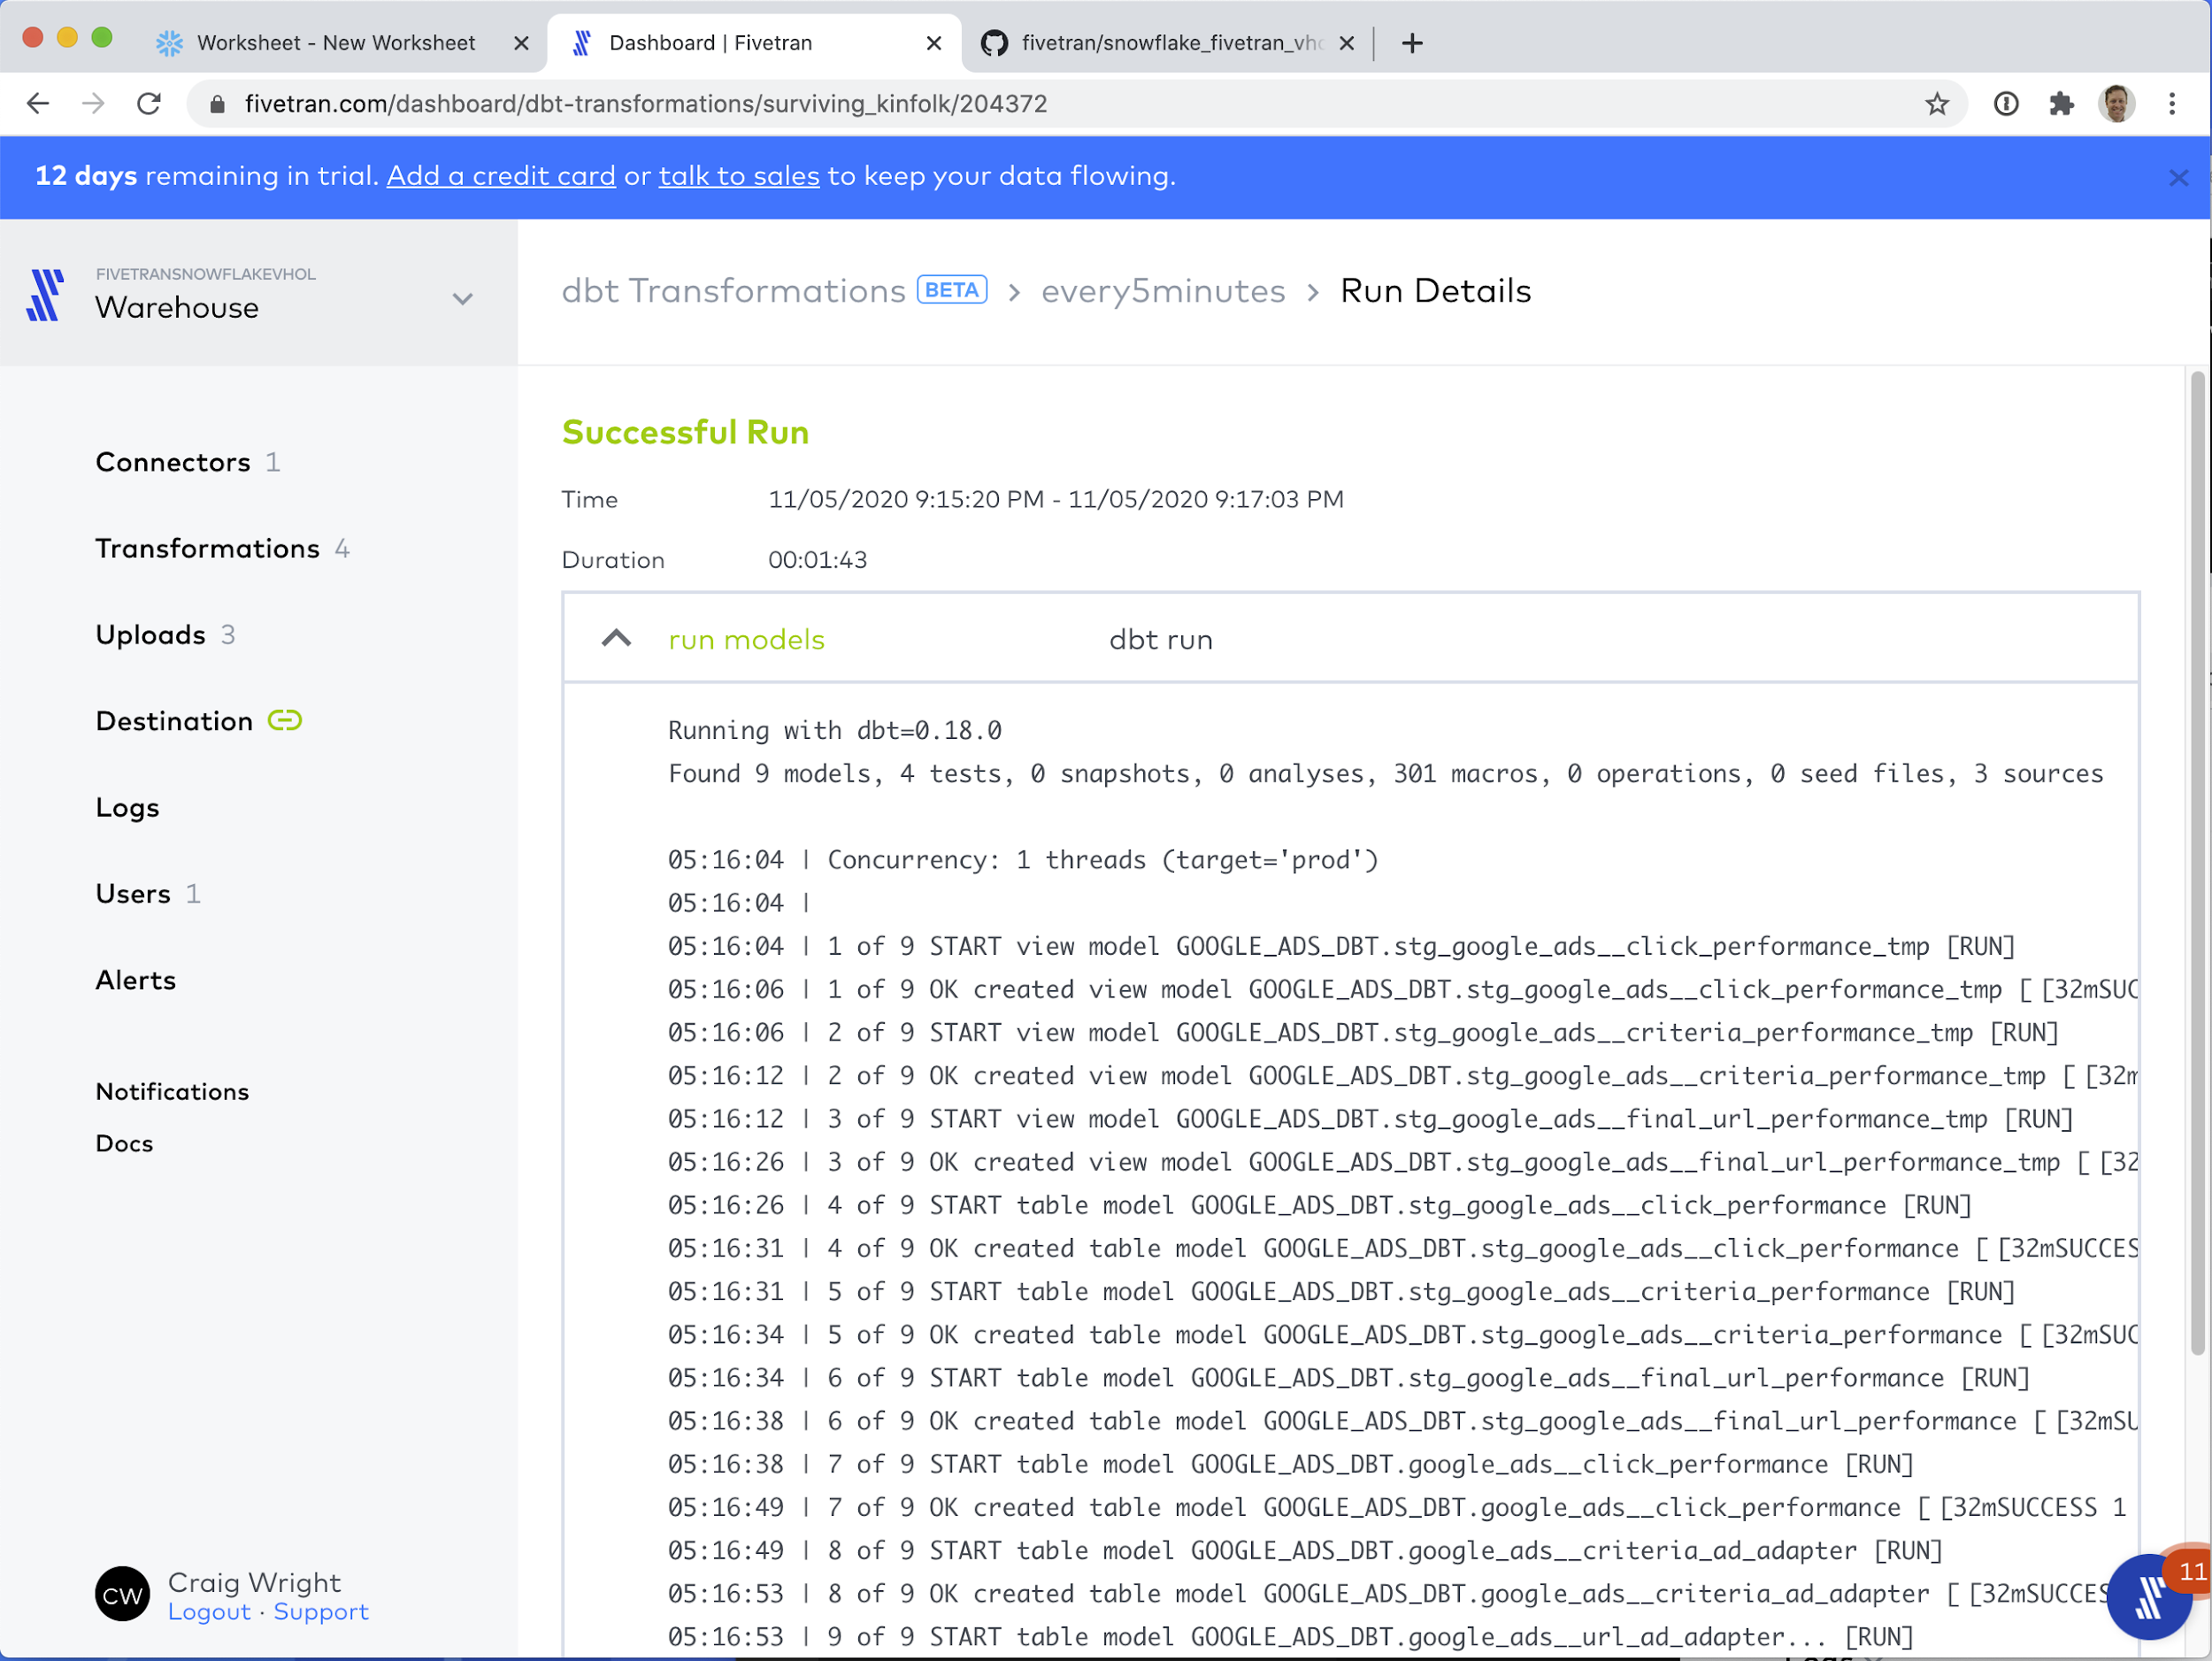 Worksheet - New Worksheet
Dashboard | Fivetran
fivetran/snowflake_fivetran_vho
fivetran.com/dashboard/dbt-transformations/surviving_kinfolk/204372
12 days remaining in trial. Add a credit card or talk to sales to keep your data flowing.
FIVETRANSNOWFLAKEVHOL
Warehouse
dbt Transformations BETA > every5minutes > Run Details
Connectors 1
Transformations 4
Uploads 3
Destination
Logs
Users 1
Alerts
Notifications
Docs
CW
Craig Wright
Logout · Support
Successful Run
Time 11/05/2020 9:15:20 PM - 11/05/2020 9:17:03 PM
Duration 00:01:43
run models dbt run
Running with dbt=0.18.0
Found 9 models, 4 tests, 0 snapshots, 0 analyses, 301 macros, 0 operations, 0 seed files, 3 sources
05:16:04 | Concurrency: 1 threads (target='prod')
05:16:04 |
05:16:04 | 1 of 9 START view model GOOGLE_ADS_DBT.stg_google_ads__click_performance_tmp [RUN]
05:16:06 | 1 of 9 OK created view model GOOGLE_ADS_DBT.stg_google_ads__click_performance_tmp [ [32mSUC
05:16:06 | 2 of 9 START view model GOOGLE_ADS_DBT.stg_google_ads__criteria_performance_tmp [RUN]
05:16:12 | 2 of 9 OK created view model GOOGLE_ADS_DBT.stg_google_ads__criteria_performance_tmp [ [32m
05:16:12 | 3 of 9 START view model GOOGLE_ADS_DBT.stg_google_ads__final_url_performance_tmp [RUN]
05:16:26 | 3 of 9 OK created view model GOOGLE_ADS_DBT.stg_google_ads__final_url_performance_tmp [ [32
05:16:26 | 4 of 9 START table model GOOGLE_ADS_DBT.stg_google_ads__click_performance [RUN]
05:16:31 | 4 of 9 OK created table model GOOGLE_ADS_DBT.stg_google_ads__click_performance [ [32mSUCCES
05:16:31 | 5 of 9 START table model GOOGLE_ADS_DBT.stg_google_ads__criteria_performance [RUN]
05:16:34 | 5 of 9 OK created table model GOOGLE_ADS_DBT.stg_google_ads__criteria_performance [ [32mSUC
05:16:34 | 6 of 9 START table model GOOGLE_ADS_DBT.stg_google_ads__final_url_performance [RUN]
05:16:38 | 6 of 9 OK created table model GOOGLE_ADS_DBT.stg_google_ads__final_url_performance [ [32mSU
05:16:38 | 7 of 9 START table model GOOGLE_ADS_DBT.google_ads__click_performance [RUN]
05:16:49 | 7 of 9 OK created table model GOOGLE_ADS_DBT.google_ads__click_performance [ [32mSUCCESS 1
05:16:49 | 8 of 9 START table model GOOGLE_ADS_DBT.google_ads__criteria_ad_adapter [RUN]
05:16:53 | 8 of 9 OK created table model GOOGLE_ADS_DBT.google_ads__criteria_ad_adapter [ [32mSUCCES
05:16:53 | 9 of 9 START table model GOOGLE_ADS_DBT.google_ads__url_ad_adapter... [RUN]
11